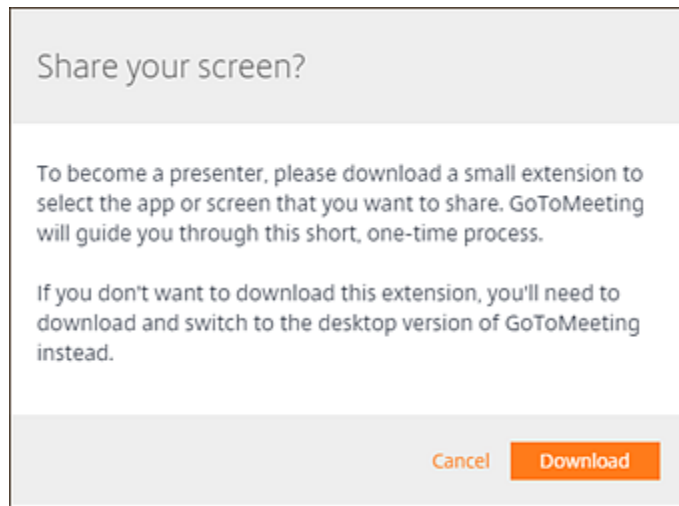 Share your screen?
To become a presenter, please download a small extension to
select the app or screen that you want to share. GoToMeeting
will guide you through this short, one-time process.
If you don't want to download this extension, you'll need to
download and switch to the desktop version of GoToMeeting
instead.
Cancel Download